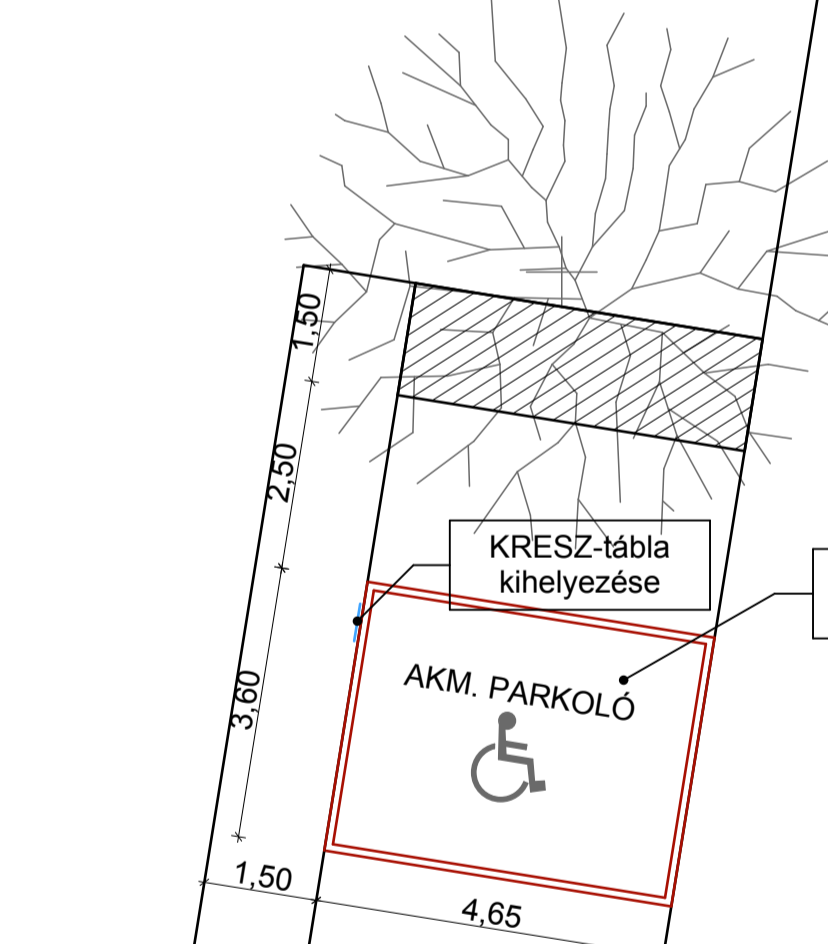 1,50
2,50
KRESZ-tábla
kihelyezése
AKM. PARKOLÓ
3,60
1,50
4,65